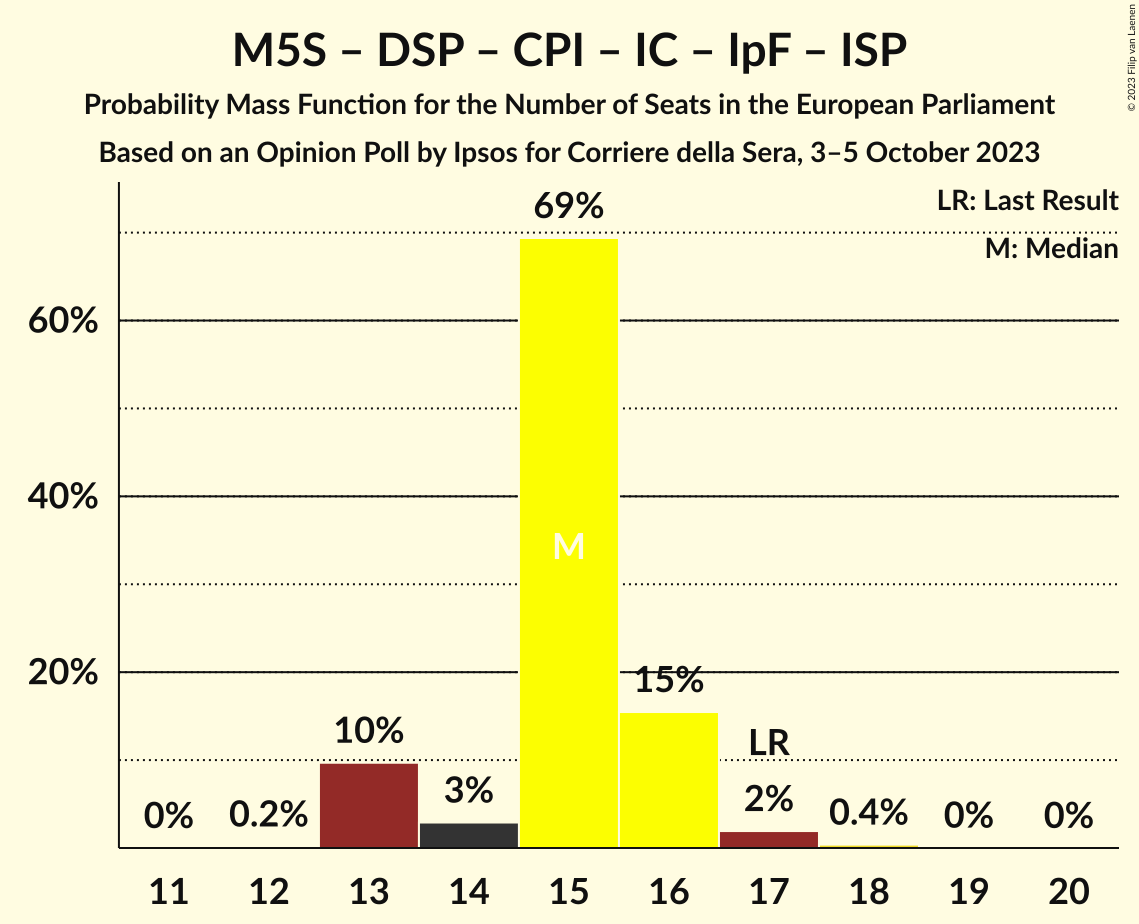 M5S – DSP – CPI – IC – IpF – ISP
Probability Mass Function for the Number of Seats in the European Parliament
Based on an Opinion Poll by Ipsos for Corriere della Sera, 3–5 October 2023
© 2023 Filip van Laenen
LR: Last Result
M: Median
60%
40%
20%
0%
0.2%
10%
3%
69%
M
15%
LR
2%
0.4%
0%
0%
11 12 13 14 15 16 17 18 19 20